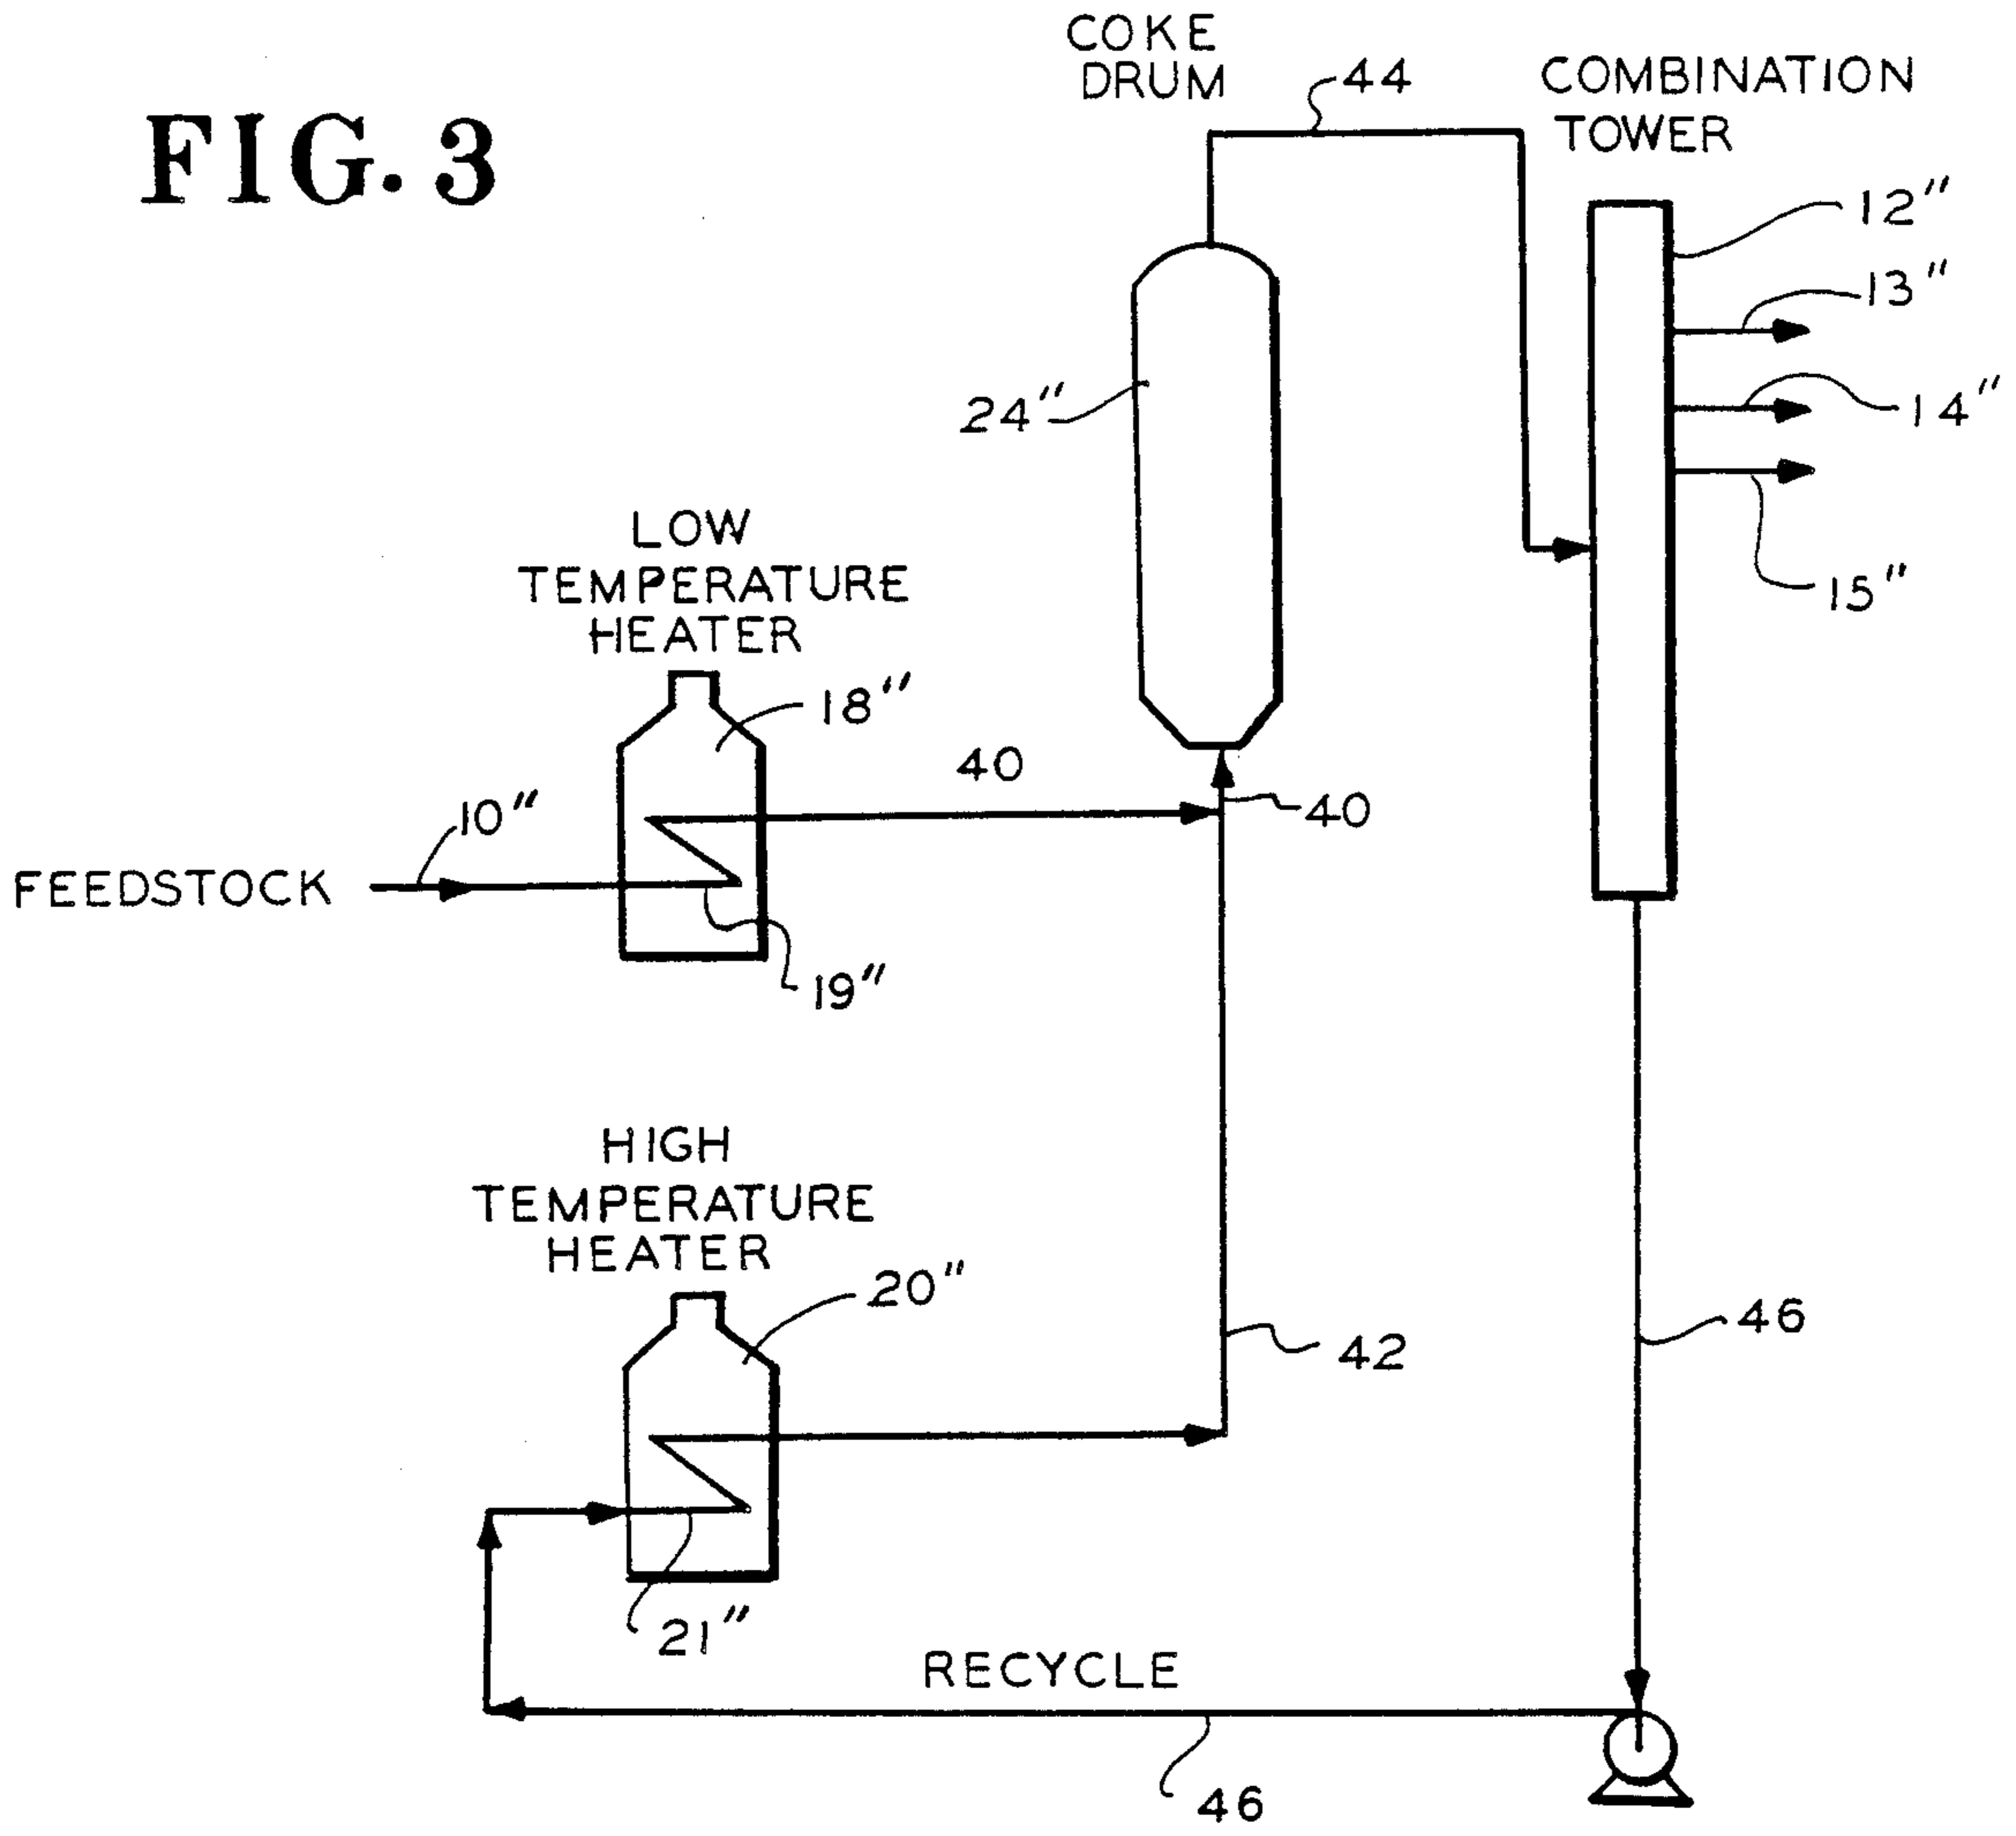 FIG. 3
COKE
DRUM
44
COMBINATION
TOWER
12"
13"
14"
15"
24"
LOW
TEMPERATURE
HEATER
18"
40
40
10"
FEEDSTOCK
19"
HIGH
TEMPERATURE
HEATER
20"
42
46
21"
RECYCLE
46